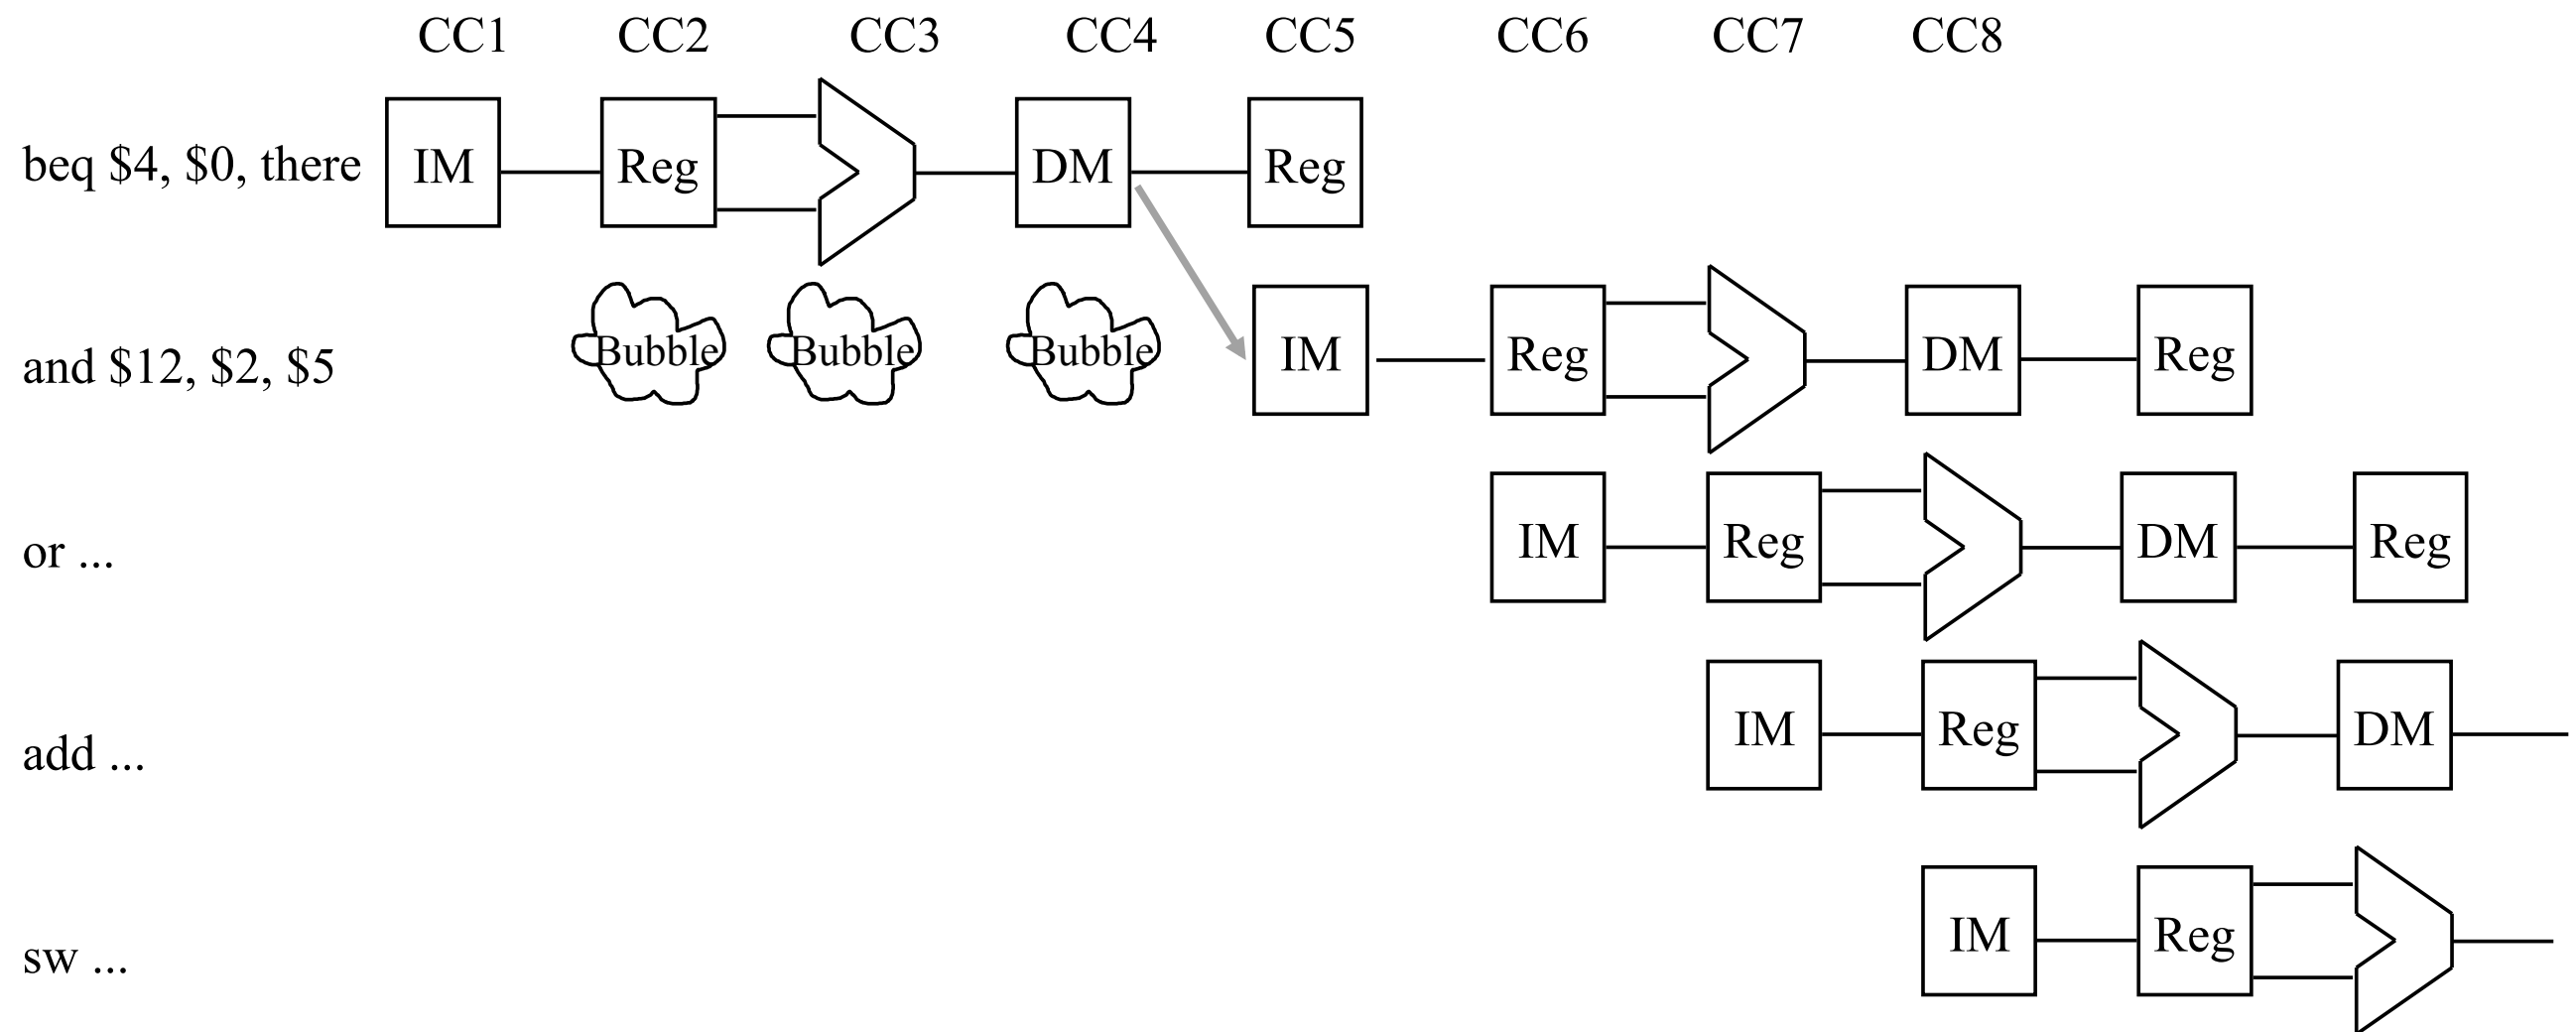 CC1 CC2 CC3 CC4 CC5 CC6 CC7 CC8
beq $4, $0, there IM Reg DM Reg
and $12, $2, $5 Bubble Bubble Bubble IM Reg DM Reg
or ... IM Reg DM Reg
add ... IM Reg DM
sw ... IM Reg